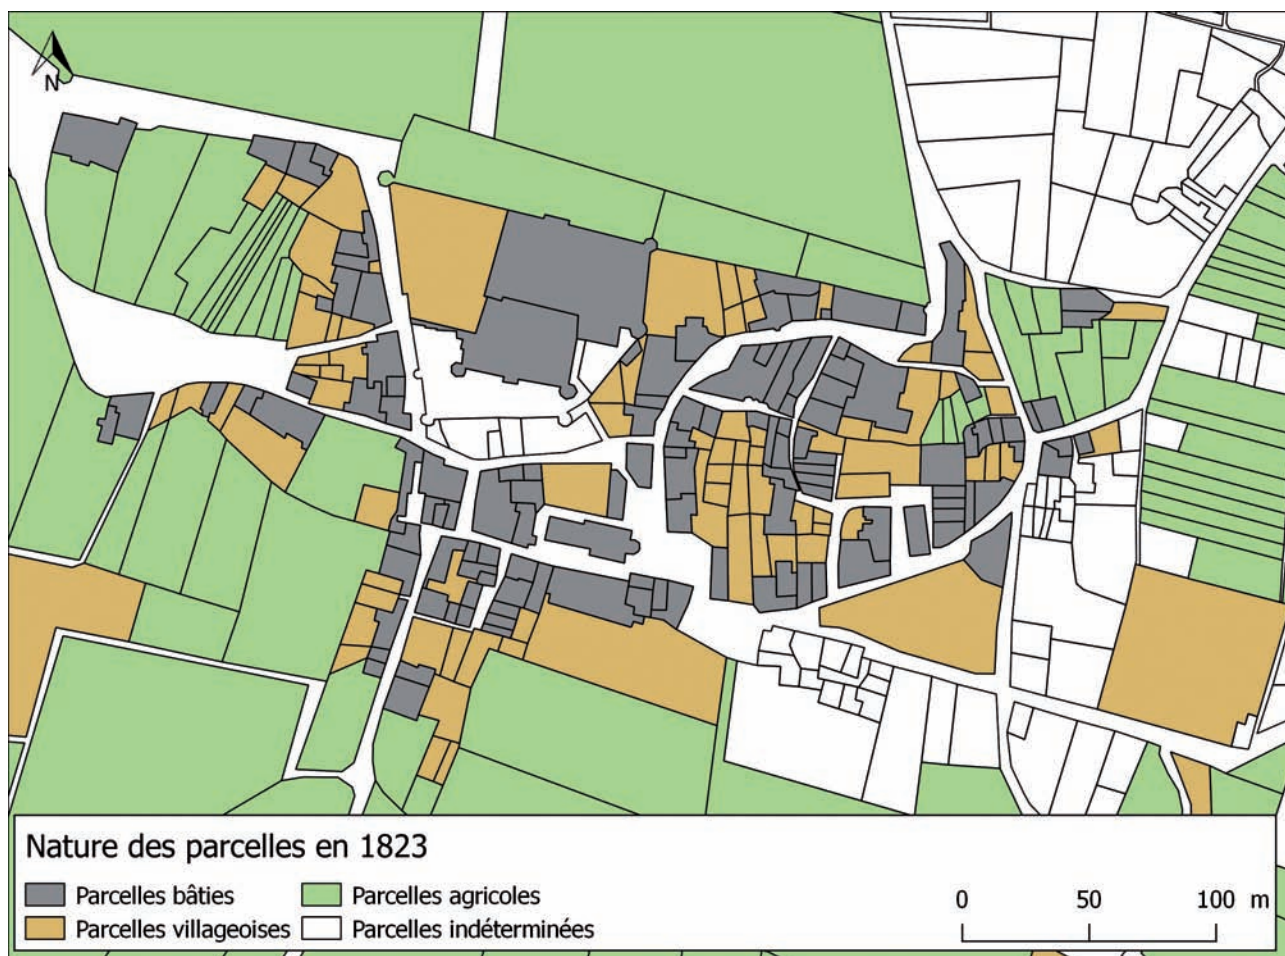 N
Nature des parcelles en 1823
Parcelles bâties
Parcelles agricoles
Parcelles villageoises
Parcelles indéterminées
0 50 100 m